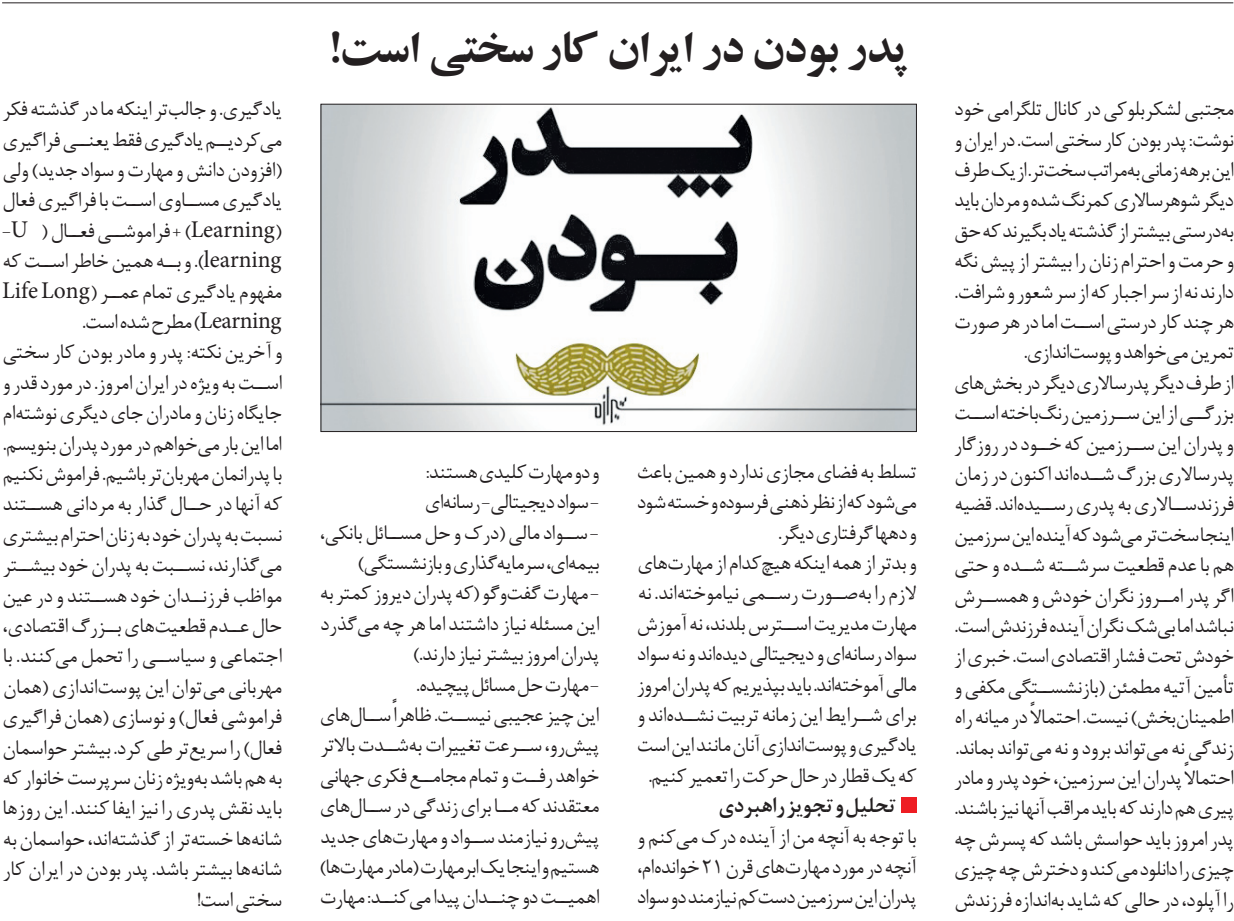 پدر بودن در ایران کار سختی است!
مجتبی لشکربلوکی در کانال تلگرامی خود
نوشت: پدر بودن کار سختی است. در ایران و
این برهه زمانی به‌مراتب سخت‌تر. از یک طرف
دیگر شوهرسالاری کمرنگ شده و مردان باید
به‌درستی بیشتر از گذشته یاد بگیرند که حق
و حرمت و احترام زنان را بیشتر از پیش نگه
دارند نه از سر اجبار که از سر شعور و شرافت.
هر چند کار درستی است اما در هر صورت
تمرین می‌خواهد و پوست‌اندازی.
از طرف دیگر پدرسالاری دیگر در بخش‌های
بزرگی از این سرزمین رنگ‌باخته است
و پدران این سرزمین که خود در روزگار
پدرسالاری بزرگ شده‌اند اکنون در زمان
فرزندسالاری به پدری رسیده‌اند. قضیه
اینجا سخت‌تر می‌شود که آینده این سرزمین
هم با عدم قطعیت سرشته شده و حتی
اگر پدر امروز نگران خودش و همسرش
نباشد اما بی‌شک نگران آینده فرزندش است.
خودش تحت فشار اقتصادی است. خبری از
تأمین آتیه مطمئن (بازنشستگی مکفی و
اطمینان‌بخش) نیست. احتمالاً در میانه راه
زندگی نه می‌تواند برود و نه می‌تواند بماند.
احتمالاً پدران این سرزمین، خود پدر و مادر
پیری هم دارند که باید مراقب آنها نیز باشند.
پدر امروز باید حواسش باشد که پسرش چه
چیزی را دانلود می‌کند و دخترش چه چیزی
را آپلود، در حالی که شاید به‌اندازه فرزندش
پدر
بودن
تسلط به فضای مجازی ندارد و همین باعث
می‌شود که از نظر ذهنی فرسوده و خسته شود
و دهها گرفتاری دیگر.
و بدتر از همه اینکه هیچ‌کدام از مهارت‌های
لازم را به‌صورت رسمی نیاموخته‌اند. نه
مهارت مدیریت استرس بلدند، نه آموزش
سواد رسانه‌ای و دیجیتالی دیده‌اند و نه سواد
مالی آموخته‌اند. باید بپذیریم که پدران امروز
برای شرایط این زمانه تربیت نشده‌اند و
یادگیری و پوست‌اندازی آنان مانند این است
که یک قطار در حال حرکت را تعمیر کنیم.
تحلیل و تجویز راهبردی
با توجه به آنچه من از آینده درک می‌کنم و
آنچه در مورد مهارت‌های قرن ۲۱ خوانده‌ام،
پدران این سرزمین دست کم نیازمند دو سواد
و دو مهارت کلیدی هستند:
-سواد دیجیتالی- رسانه‌ای
-سواد مالی (درک و حل مسائل بانکی،
بیمه‌ای، سرمایه‌گذاری و بازنشستگی)
-مهارت گفت‌وگو (که پدران دیروز کمتر به
این مسئله نیاز داشتند اما هر چه می‌گذرد
پدران امروز بیشتر نیاز دارند.)
-مهارت حل مسائل پیچیده.
این چیز عجیبی نیست. ظاهراً سال‌های
پیش‌رو، سرعت تغییرات به‌شدت بالاتر
خواهد رفت و تمام مجامع فکری جهانی
معتقدند که ما برای زندگی در سال‌های
پیش‌رو نیازمند سواد و مهارت‌های جدید
هستیم و اینجا یک ابرمهارت (مادر مهارت‌ها)
اهمیت دو چندان پیدا می‌کند: مهارت
یادگیری. و جالب‌تر اینکه ما در گذشته فکر
می‌کردیم یادگیری فقط یعنی فراگیری
(افزودن دانش و مهارت و سواد جدید) ولی
یادگیری مساوی است با فراگیری فعال
(Learning) + فراموشی فعال (U-
learning). و به همین خاطر است که
مفهوم یادگیری تمام عمر (Life Long
Learning) مطرح شده است.
و آخرین نکته: پدر و مادر بودن کار سختی
است به ویژه در ایران امروز. در مورد قدر و
جایگاه زنان و مادران جای دیگری نوشته‌ام
اما این بار می‌خواهم در مورد پدران بنویسم.
با پدرانمان مهربان‌تر باشیم. فراموش نکنیم
که آنها در حال گذار به مردانی هستند
نسبت به پدران خود به زنان احترام بیشتری
می‌گذارند، نسبت به پدران خود بیشتر
مواظب فرزندان خود هستند و در عین
حال عدم قطعیت‌های بزرگ اقتصادی،
اجتماعی و سیاسی را تحمل می‌کنند. با
مهربانی می‌توان این پوست‌اندازی (همان
فراموشی فعال) و نوسازی (همان فراگیری
فعال) را سریع‌تر طی کرد. بیشتر حواسمان
به هم باشد به‌ویژه زنان سرپرست خانوار که
باید نقش پدری را نیز ایفا کنند. این روزها
شانه‌ها خسته‌تر از گذشته‌اند، حواسمان به
شانه‌ها بیشتر باشد. پدر بودن در ایران کار
سختی است!